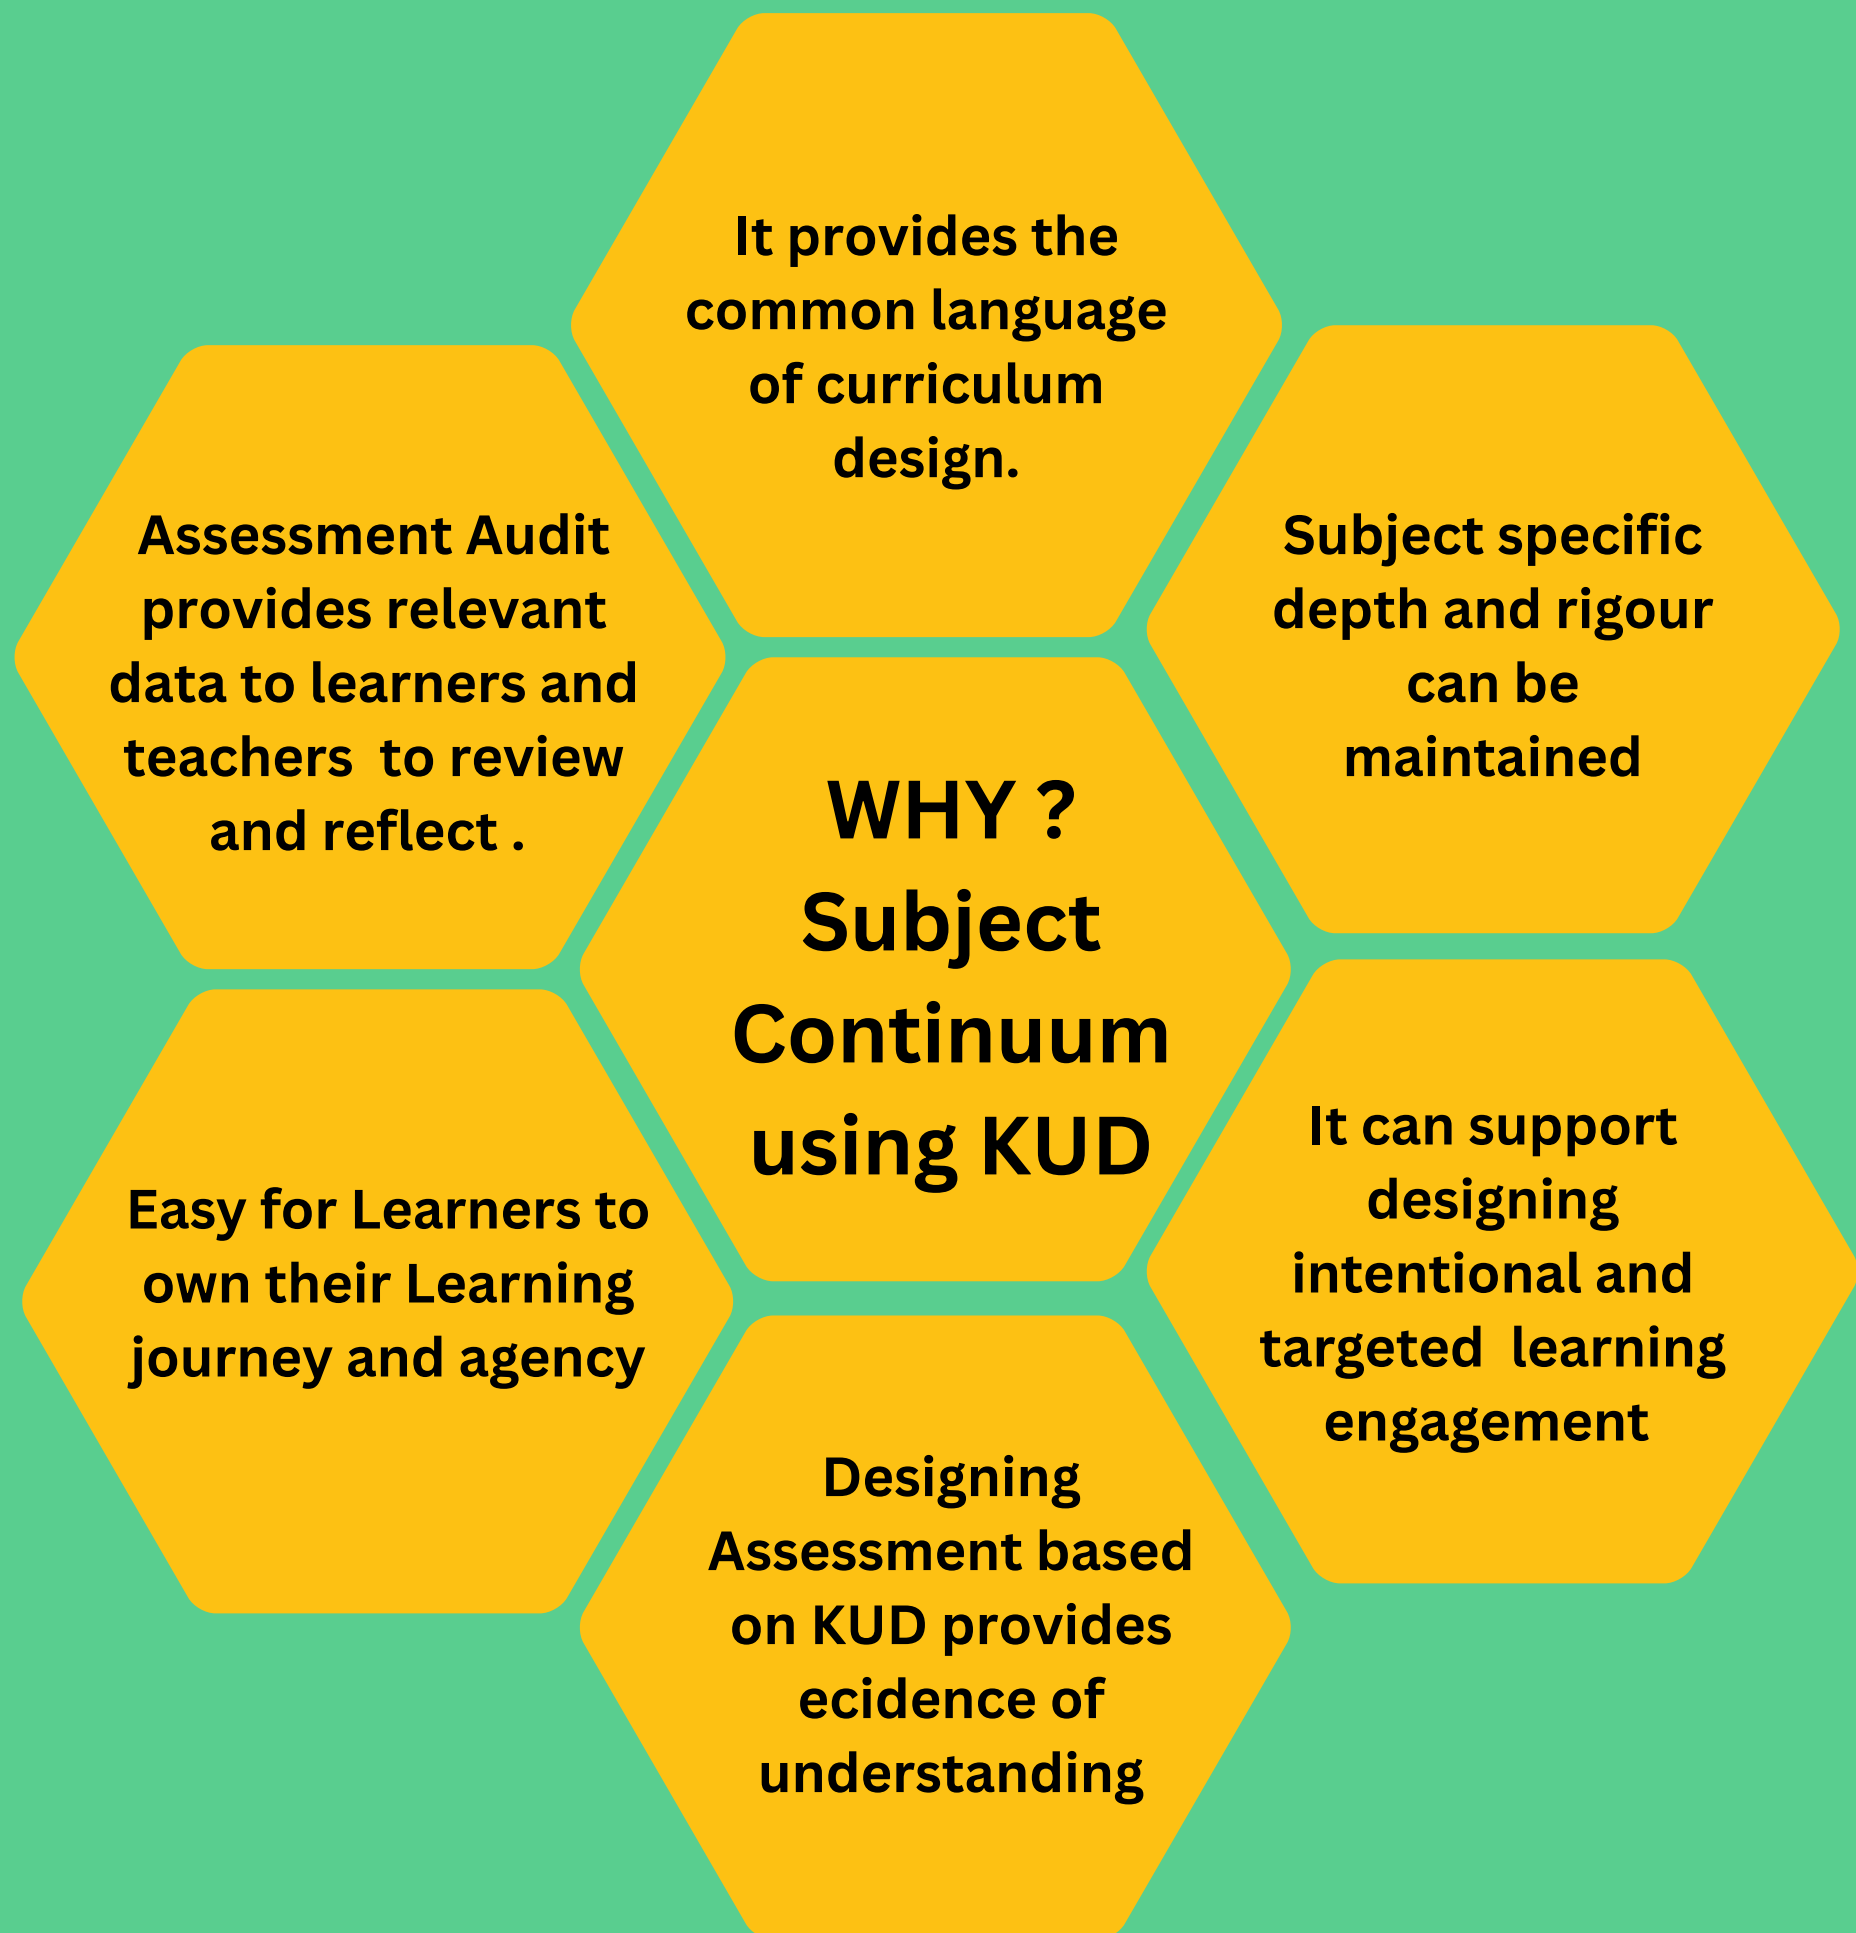 It provides the
common language
of curriculum
design.
Assessment Audit
provides relevant
data to learners and
teachers  to review
and reflect .
Subject specific
depth and rigour
can be
maintained
WHY ?
Subject
Continuum
using KUD
Easy for Learners to
own their Learning
journey and agency
It can support
designing
intentional and
targeted  learning
engagement
Designing
Assessment based
on KUD provides
ecidence of
understanding